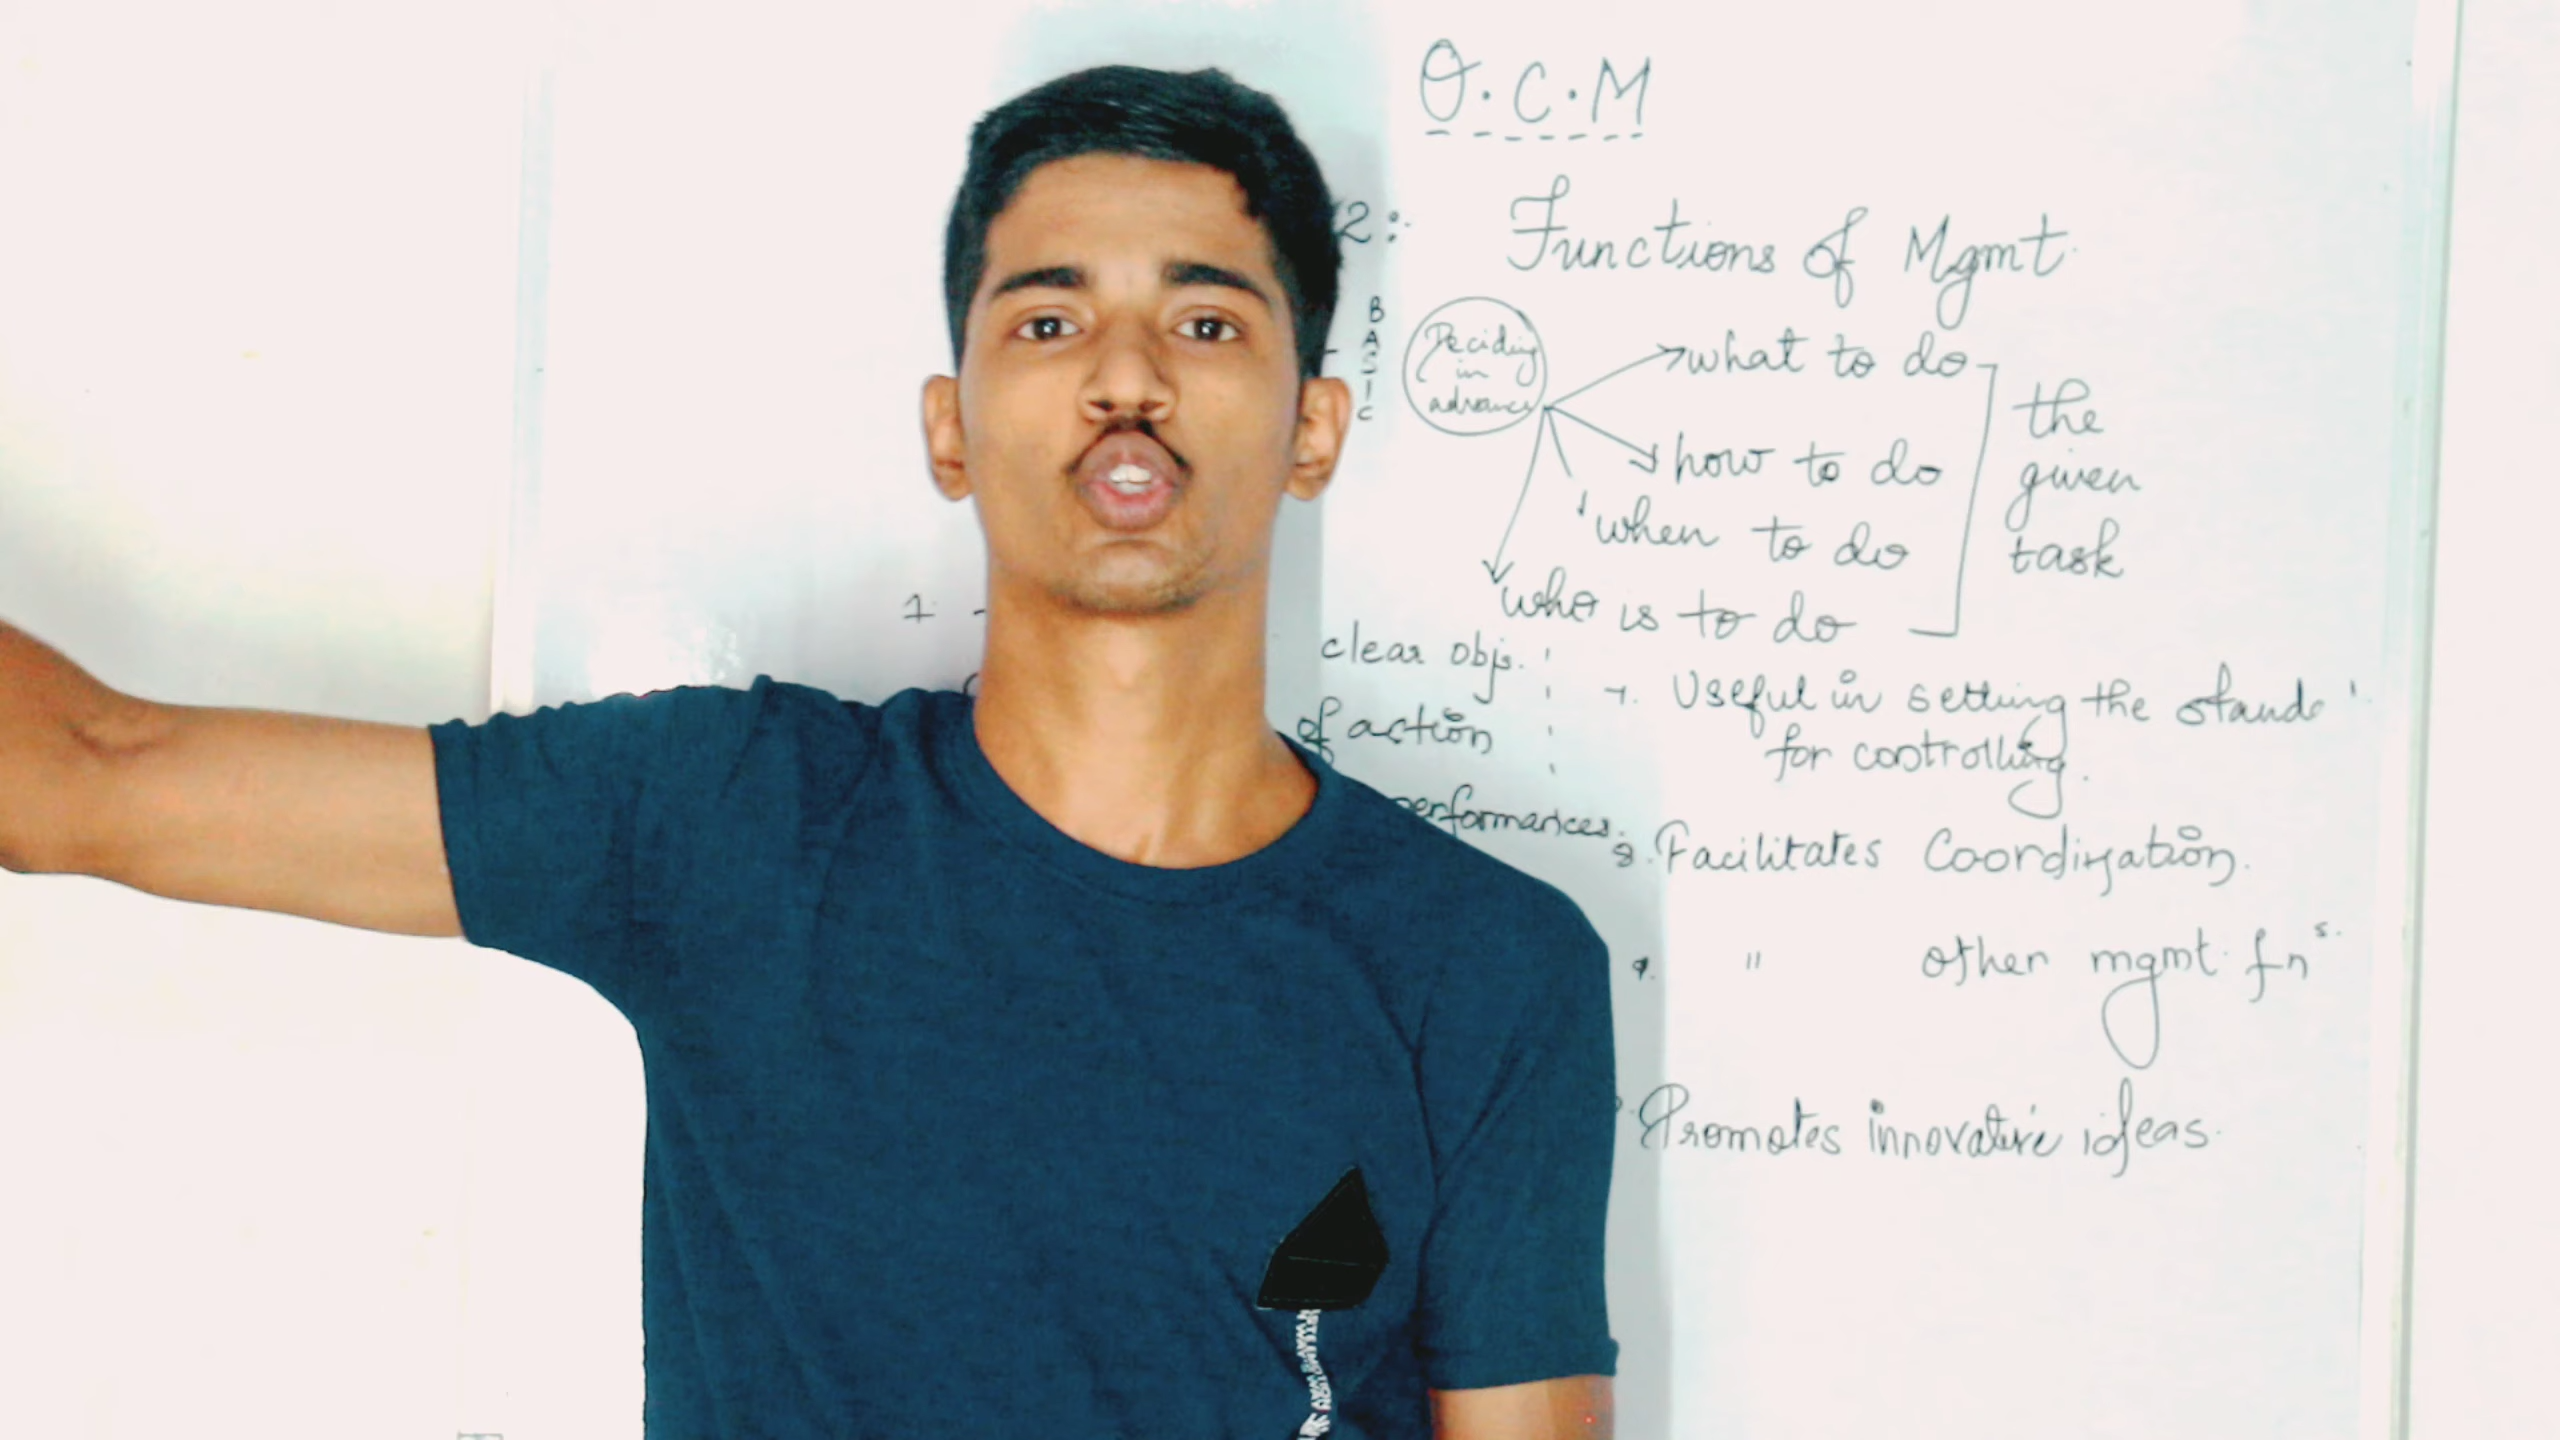 O.C.M
2:. Functions of Mgmt.
BASIC
Deciding
in
advance
what to do
how to do
when to do
who is to do
the
given
task
1. -
clear objs.
of action
performances.
7. Useful in setting the
for controlling.
8. Facilitates Coordination.
9. " other mgmt. fns.
Promotes innovative ideas.